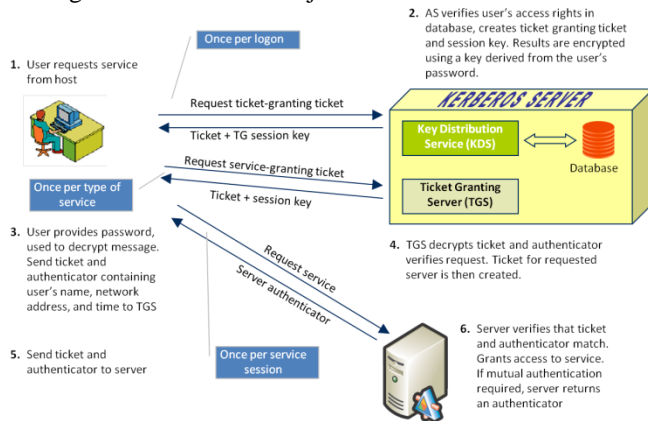 2. AS verifies user's access rights in
database, creates ticket granting ticket
and session key. Results are encrypted
using a key derived from the user's
password.
Once per logon
1. User requests service
from host
Request ticket-granting ticket
Ticket + TG session key
KERBEROS SERVER
Key Distribution
Service (KDS)
Database
Request service-granting ticket
Once per type of
service
Ticket + session key
Ticket Granting
Server (TGS)
3. User provides password,
used to decrypt message.
Send ticket and
authenticator containing
user's name, network
address, and time to TGS
Request service
Server authenticator
4. TGS decrypts ticket and authenticator
verifies request. Ticket for requested
server is then created.
5. Send ticket and
authenticator to server
Once per service
session
6. Server verifies that ticket
and authenticator match.
Grants access to service.
If mutual authentication
required, server returns
an authenticator